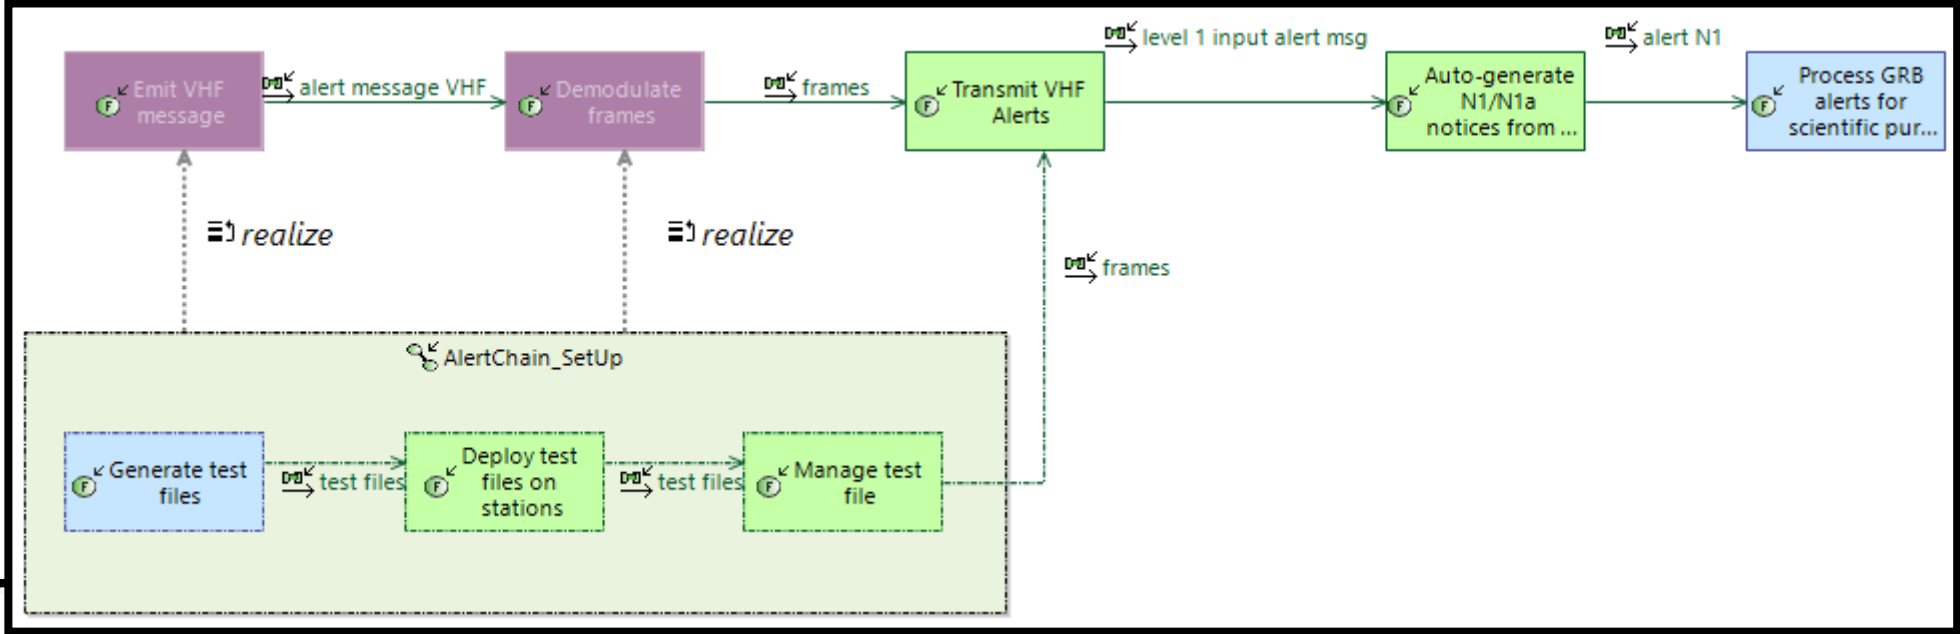 level 1 input alert msg
alert N1
Emit VHF
message
alert message VHF
Demodulate
frames
frames
Transmit VHF
Alerts
Auto-generate
N1/N1a
notices from ...
Process GRB
alerts for
scientific pur...
realize
realize
frames
AlertChain_SetUp
Generate test
files
test files
Deploy test
files on
stations
test files
Manage test
file